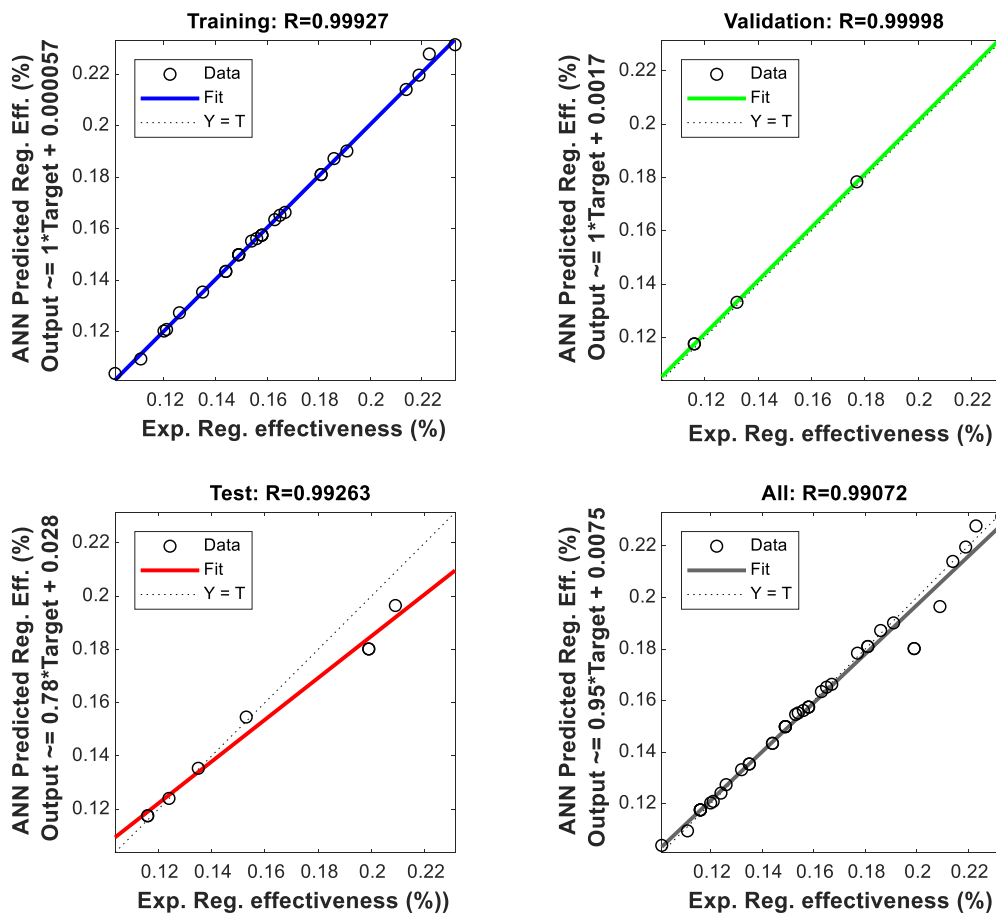 Training: R=0.99927
ANN Predicted Reg. Eff. (%)
Output ~= 1*Target + 0.000057
0.22
0.2
0.18
0.16
0.14
0.12
Data
Fit
Y = T
0.12 0.14 0.16 0.18 0.2 0.22
Exp. Reg. effectiveness (%)
Validation: R=0.99998
ANN Predicted Reg. Eff. (%)
Output ~= 1*Target + 0.0017
0.22
0.2
0.18
0.16
0.14
0.12
Data
Fit
Y = T
0.12 0.14 0.16 0.18 0.2 0.22
Exp. Reg. effectiveness (%)
Test: R=0.99263
ANN Predicted Reg. Eff. (%)
Output ~= 0.78*Target + 0.028
0.22
0.2
0.18
0.16
0.14
0.12
Data
Fit
Y = T
0.12 0.14 0.16 0.18 0.2 0.22
Exp. Reg. effectiveness (%))
All: R=0.99072
ANN Predicted Reg. Eff. (%)
Output ~= 0.95*Target + 0.0075
0.22
0.2
0.18
0.16
0.14
0.12
Data
Fit
Y = T
0.12 0.14 0.16 0.18 0.2 0.22
Exp. Reg. effectiveness (%)